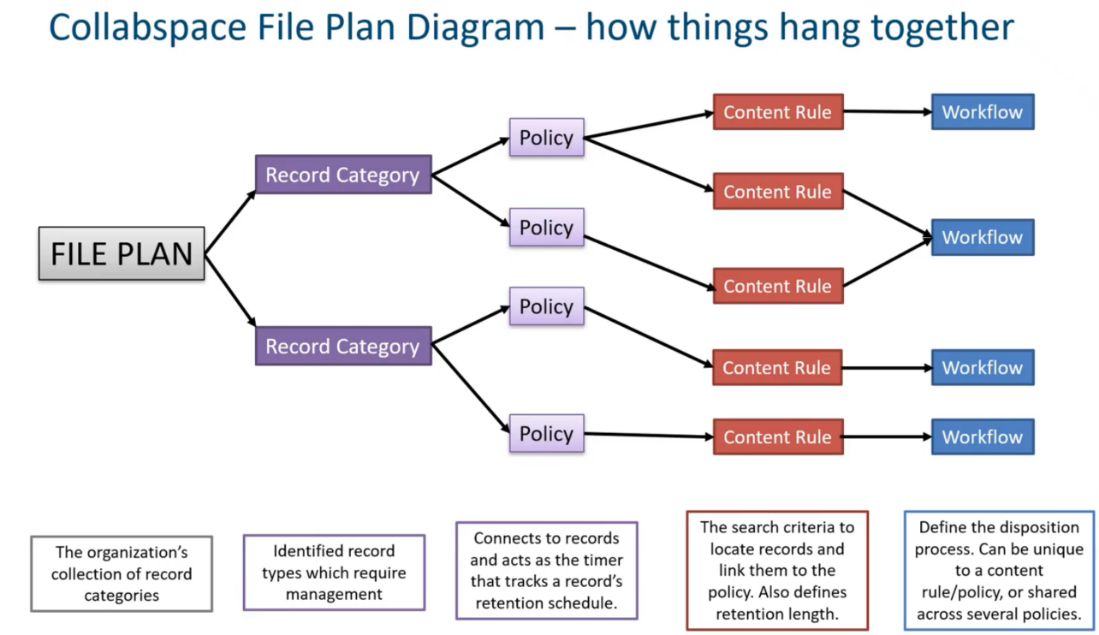 Collabspace File Plan Diagram – how things hang together
FILE PLAN
Record Category
Record Category
Policy
Policy
Policy
Policy
Content Rule
Content Rule
Content Rule
Content Rule
Content Rule
Workflow
Workflow
Workflow
Workflow
The organization's
collection of record
categories
Identified record
types which require
management
Connects to records
and acts as the timer
that tracks a record's
retention schedule.
The search criteria to
locate records and
link them to the
policy. Also defines
retention length.
Define the disposition
process. Can be unique
to a content
rule/policy, or shared
across several policies.